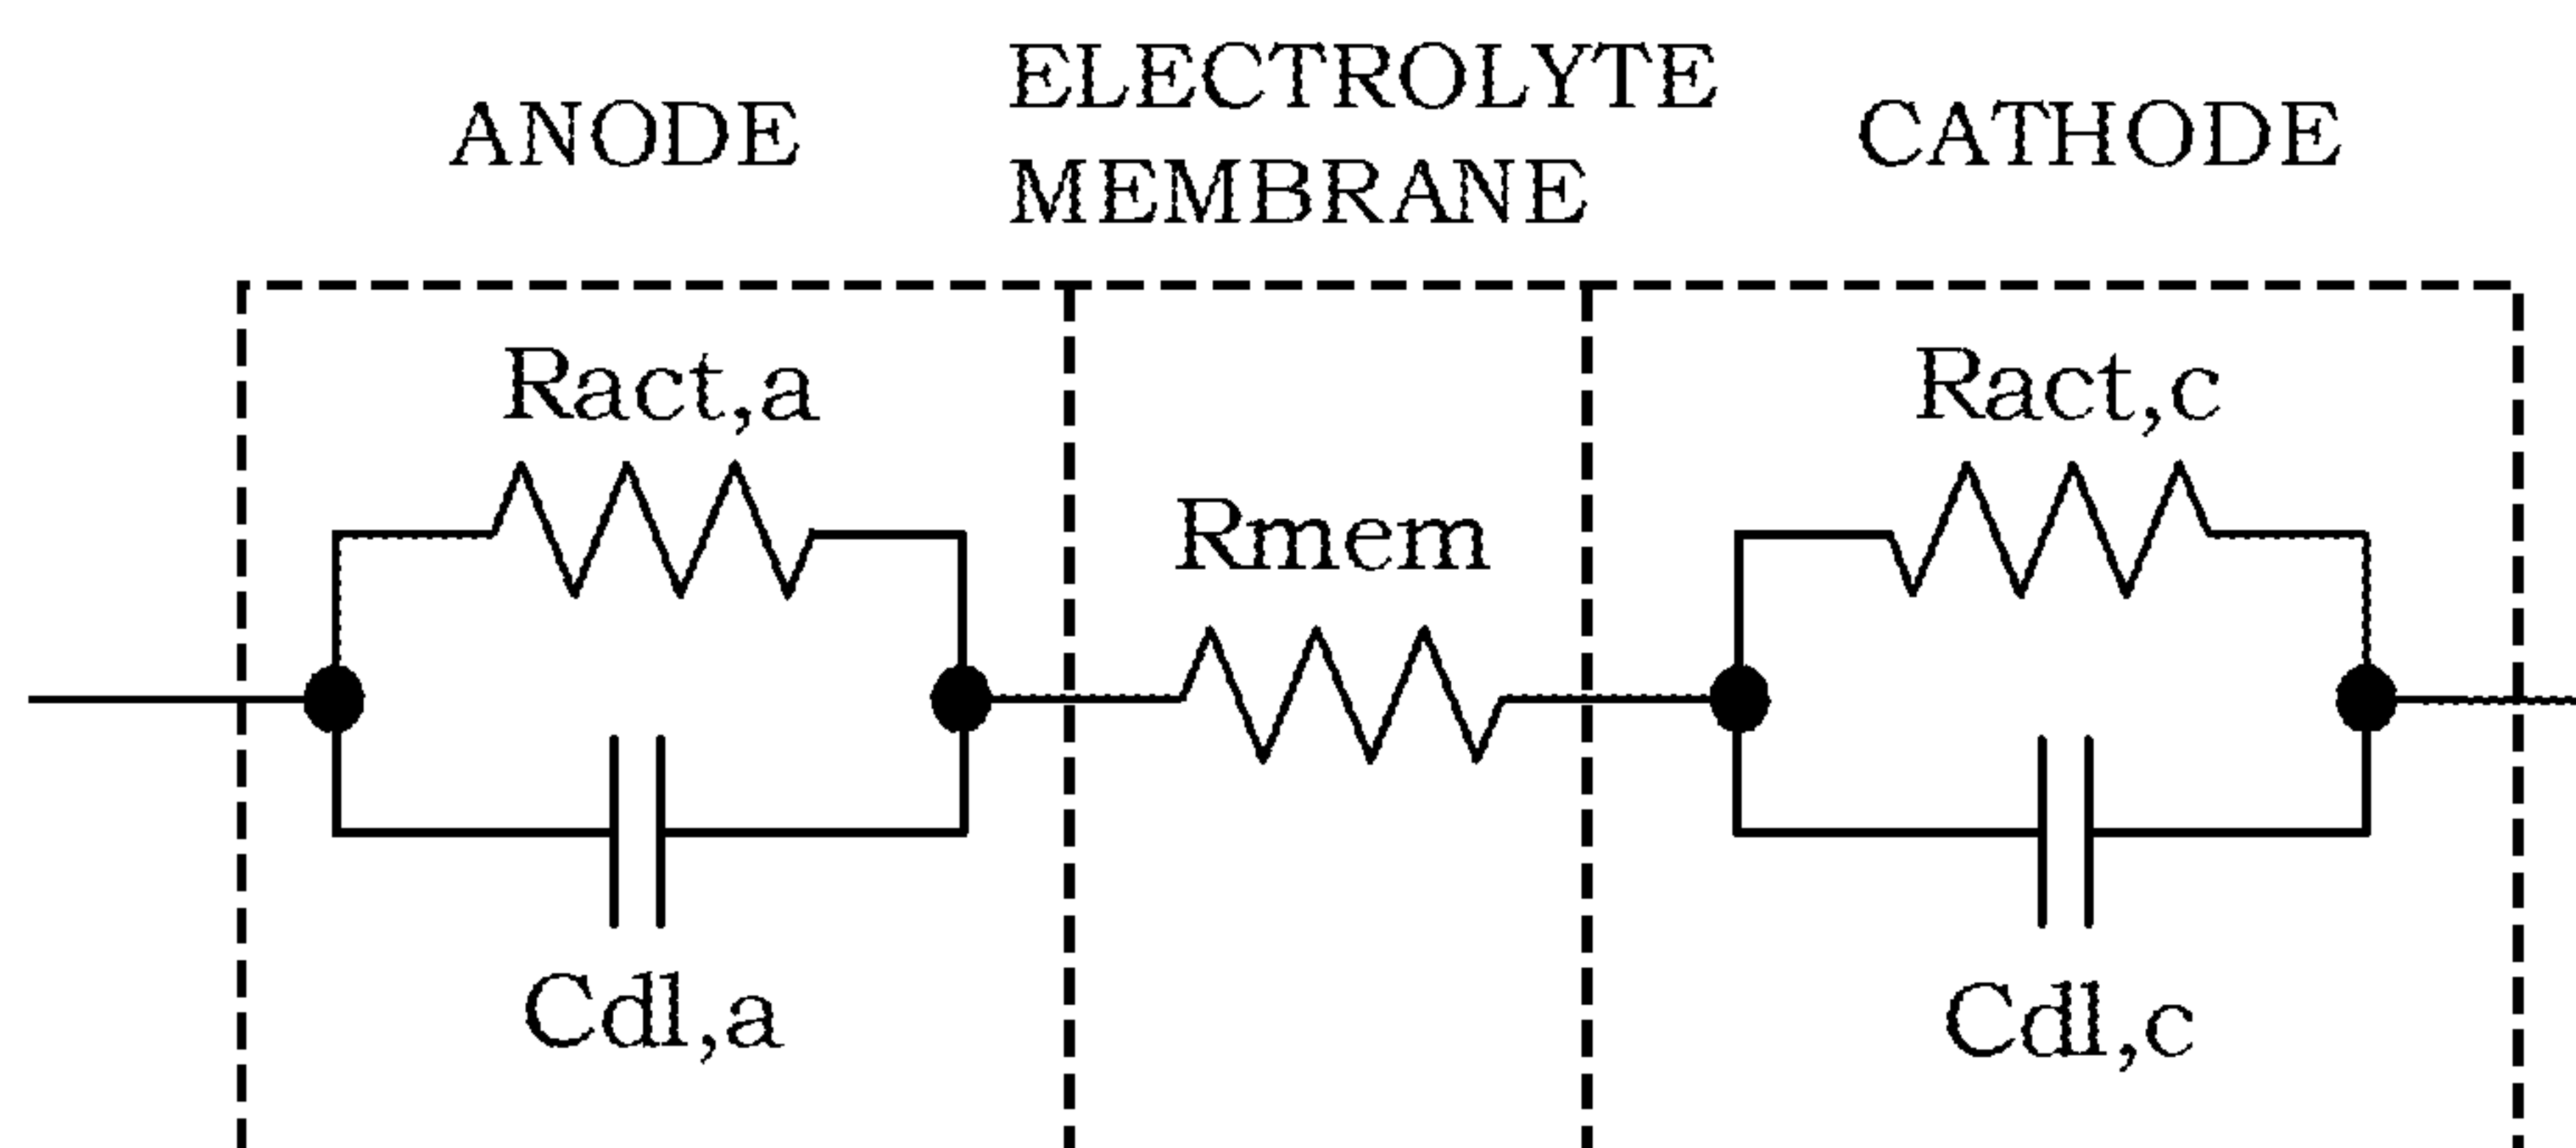 ANODE
ELECTROLYTE
MEMBRANE
CATHODE
Ract,a
Rmem
Ract,c
Cdl,a
Cdl,c